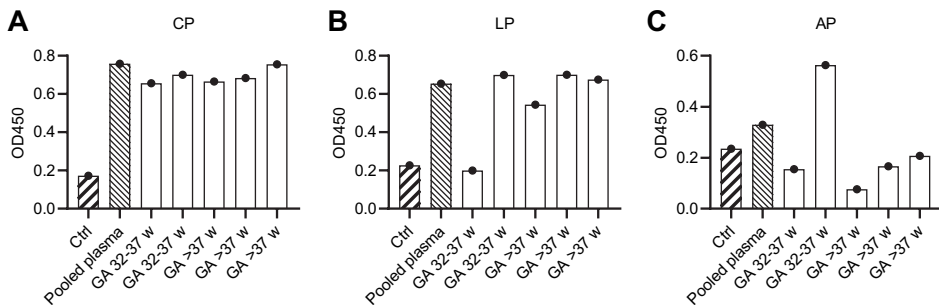 A
CP
OD450
0.8
0.6
0.4
0.2
0.0
Ctrl
Pooled plasma
GA 32-37 w
GA 32-37 w
GA >37 w
GA >37 w
GA >37 w
B
LP
OD450
0.8
0.6
0.4
0.2
0.0
Ctrl
Pooled plasma
GA 32-37 w
GA 32-37 w
GA >37 w
GA >37 w
GA >37 w
C
AP
OD450
0.6
0.4
0.2
0.0
Ctrl
Pooled plasma
GA 32-37 w
GA 32-37 w
GA >37 w
GA >37 w
GA >37 w